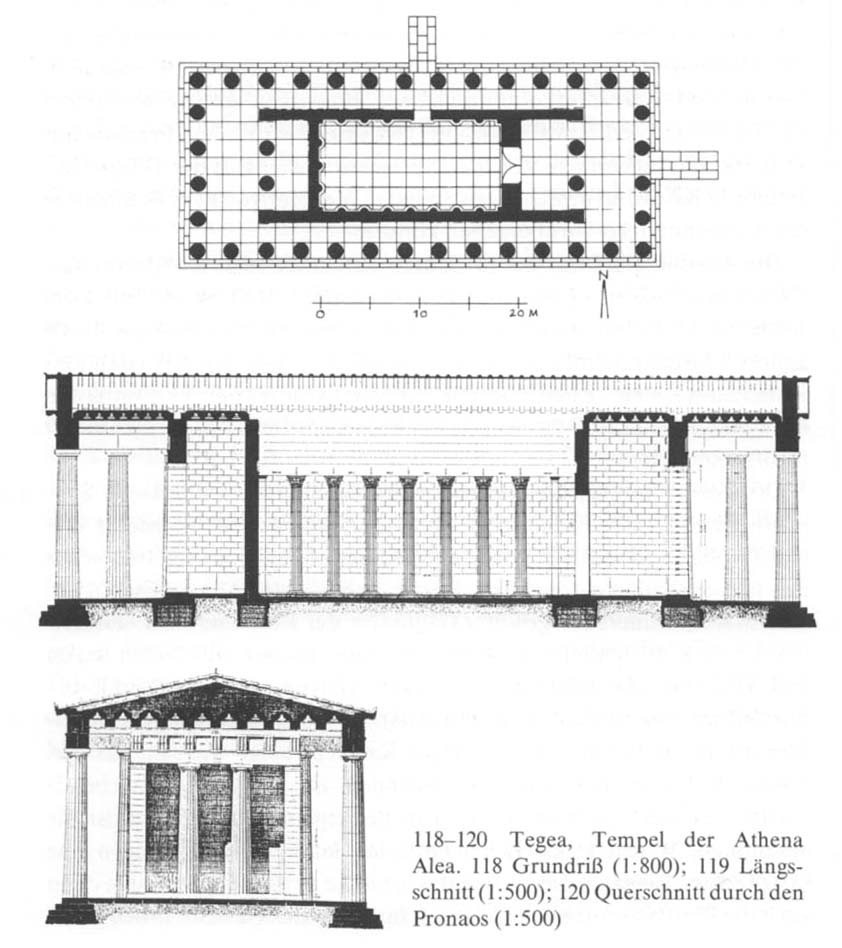 N
0 10 20 M
118–120 Tegea, Tempel der Athena
Alea. 118 Grundriß (1:800); 119 Längs-
schnitt (1:500); 120 Querschnitt durch den
Pronaos (1:500)